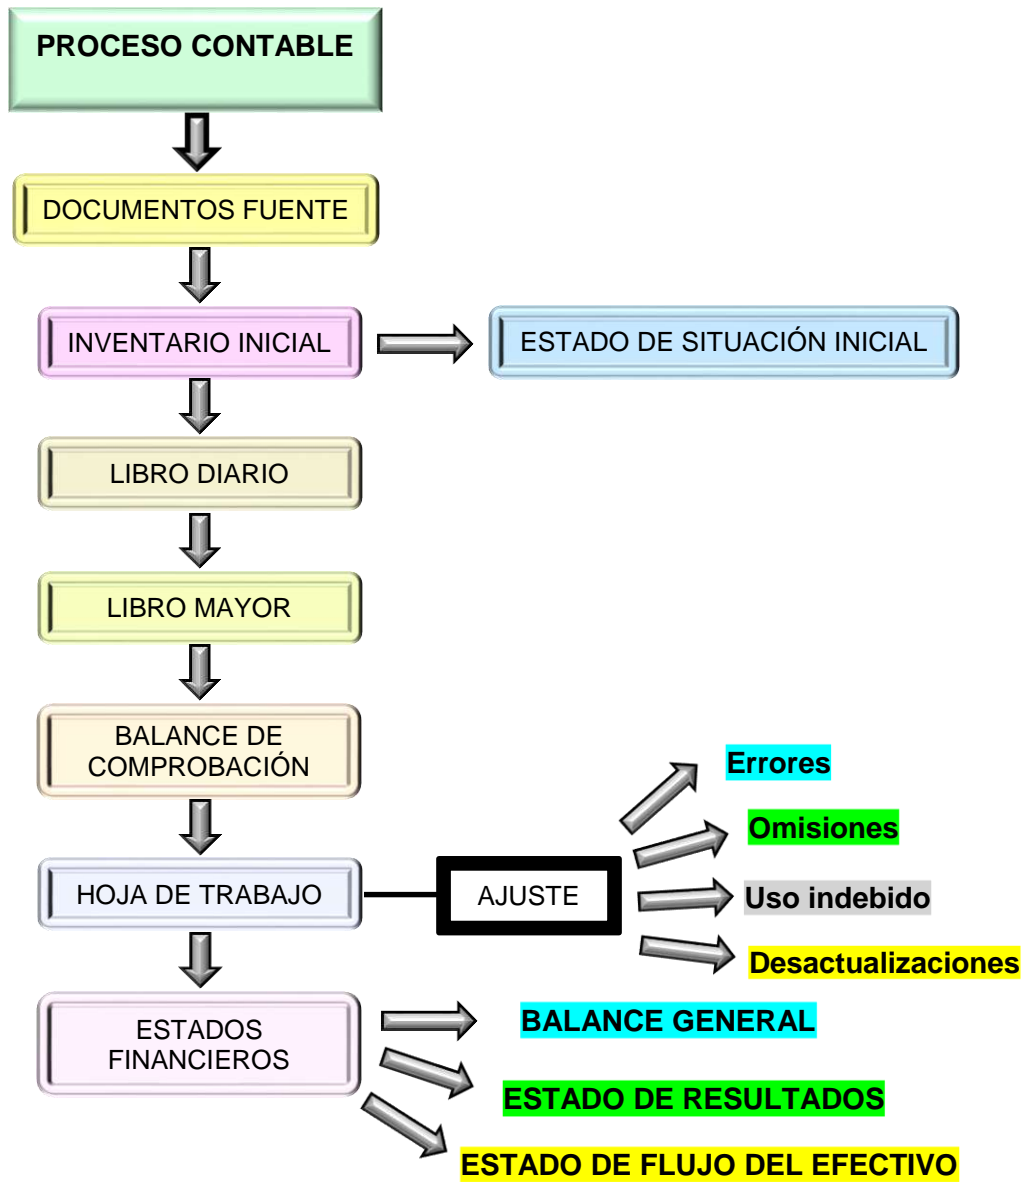 PROCESO CONTABLE
DOCUMENTOS FUENTE
INVENTARIO INICIAL
ESTADO DE SITUACIÓN INICIAL
LIBRO DIARIO
LIBRO MAYOR
BALANCE DE
COMPROBACIÓN
HOJA DE TRABAJO
AJUSTE
Errores
Omisiones
Uso indebido
Desactualizaciones
ESTADOS
FINANCIEROS
BALANCE GENERAL
ESTADO DE RESULTADOS
ESTADO DE FLUJO DEL EFECTIVO